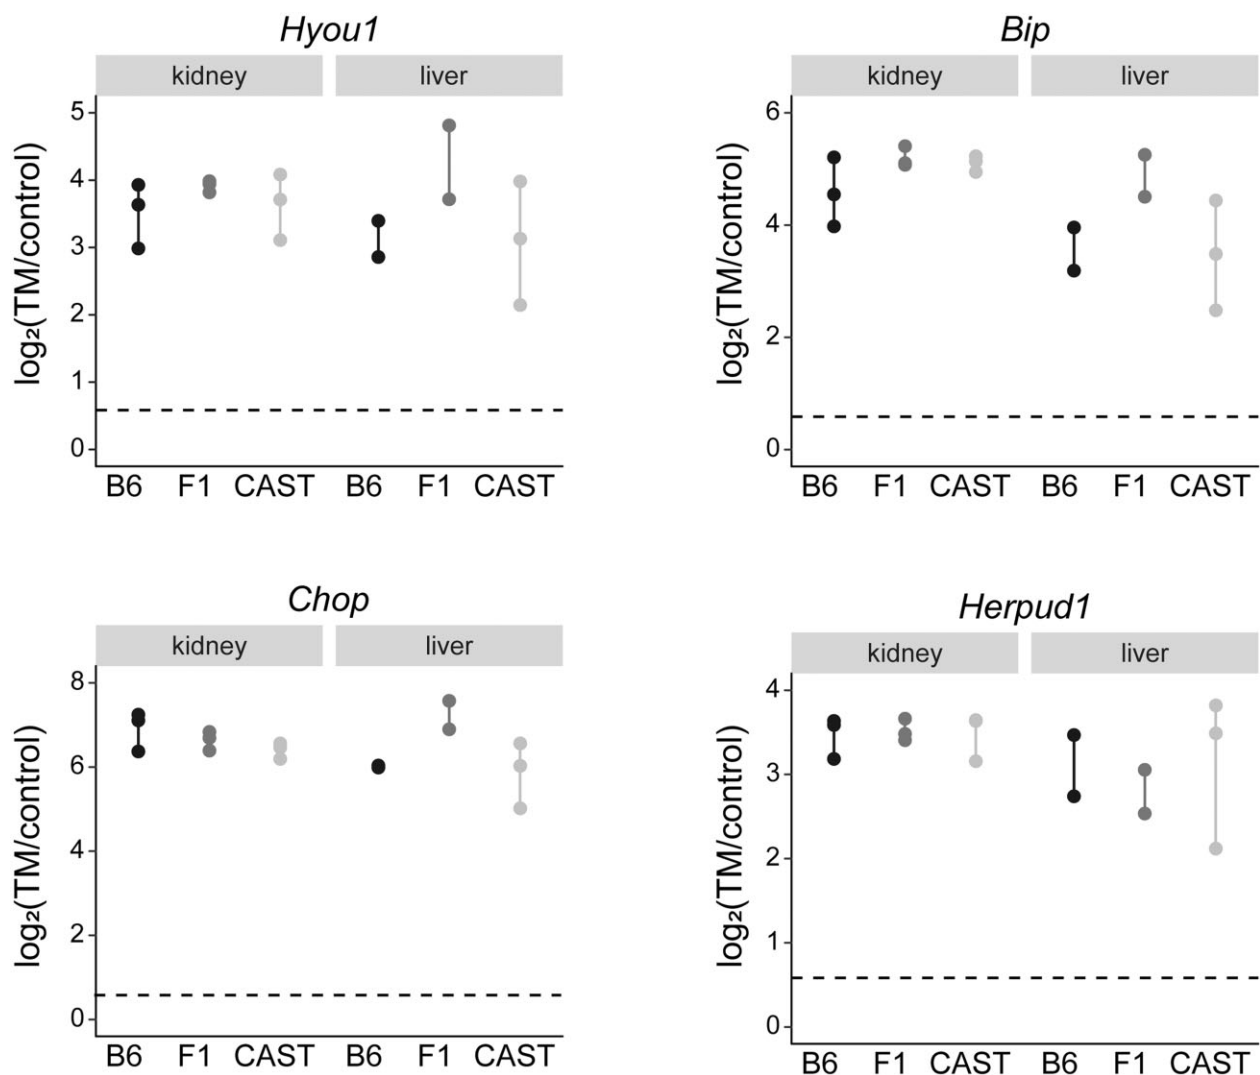 Hyou1
kidney liver
log₂(TM/control)
5
4
3
2
1
0
B6 F1 CAST B6 F1 CAST
Bip
kidney liver
log₂(TM/control)
6
4
2
0
B6 F1 CAST B6 F1 CAST
Chop
kidney liver
log₂(TM/control)
8
6
4
2
0
B6 F1 CAST B6 F1 CAST
Herpud1
kidney liver
log₂(TM/control)
4
3
2
1
0
B6 F1 CAST B6 F1 CAST